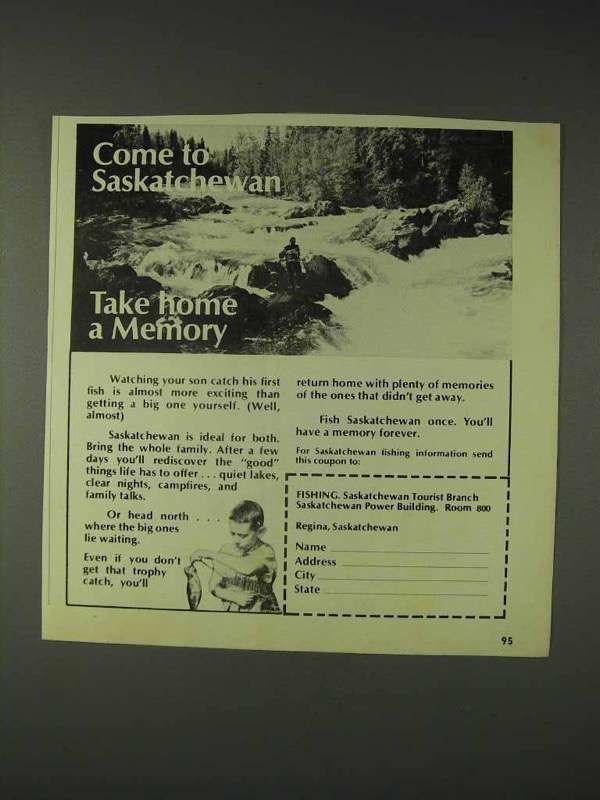 Come to
Saskatchewan
Take home
a Memory
Watching your son catch his first
fish is almost more exciting than
getting a big one yourself. (Well,
almost)
Saskatchewan is ideal for both.
Bring the whole family. After a few
days you'll rediscover the "good"
things life has to offer . . . quiet lakes,
clear nights, campfires, and
family talks.
Or head north . . .
where the big ones
lie waiting.
Even if you don't
get that trophy
catch, you'll
return home with plenty of memories
of the ones that didn't get away.
Fish Saskatchewan once. You'll
have a memory forever.
For Saskatchewan fishing information send
this coupon to:
FISHING. Saskatchewan Tourist Branch
Saskatchewan Power Building. Room 800
Regina, Saskatchewan
Name
Address
City
State
95